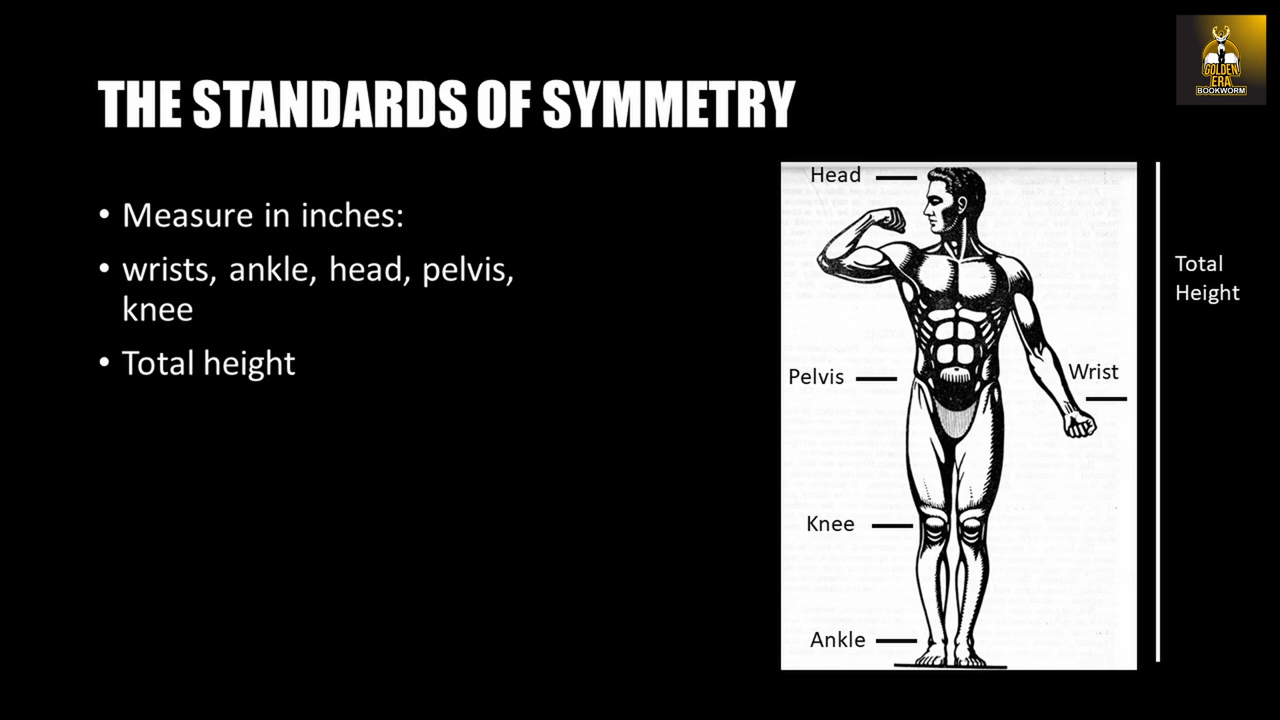 THE STANDARDS OF SYMMETRY
• Measure in inches:
• wrists, ankle, head, pelvis,
knee
• Total height
Head
Pelvis
Wrist
Knee
Ankle
Total
Height
GOLDEN
ERA
BOOKWORM